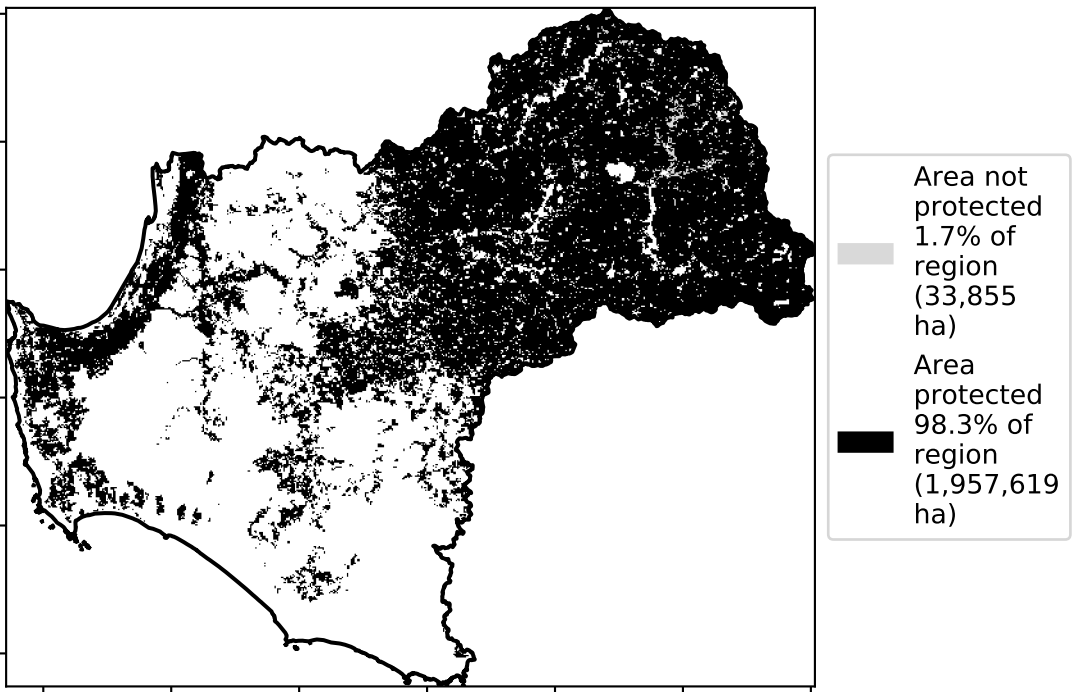 Area not
protected
1.7% of
region
(33,855
ha)
Area
protected
98.3% of
region
(1,957,619
ha)